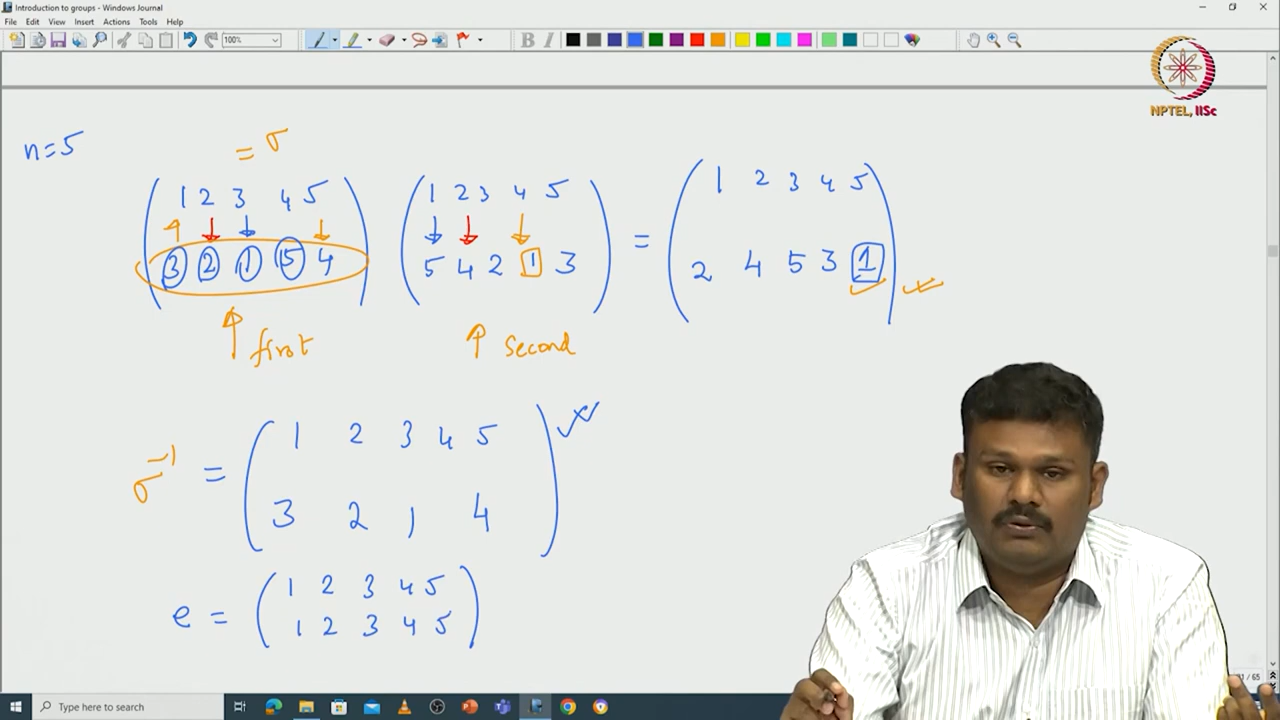 Introduction to groups - Windows Journal
File Edit View Insert Actions Tools Help
100%
B I
NPTEL, IISc
n=5
= σ
( 1 2 3 4 5 ) ( 1 2 3 4 5 ) = ( 1 2 3 4 5 )
( 3 2 1 5 4 ) ( 5 4 2 1 3 ) ( 2 4 5 3 1 )
↑ first ↑ second
σ⁻¹ = ( 1 2 3 4 5 )
( 3 2 1 4 )
e = ( 1 2 3 4 5 )
( 1 2 3 4 5 )
/ 65
Type here to search